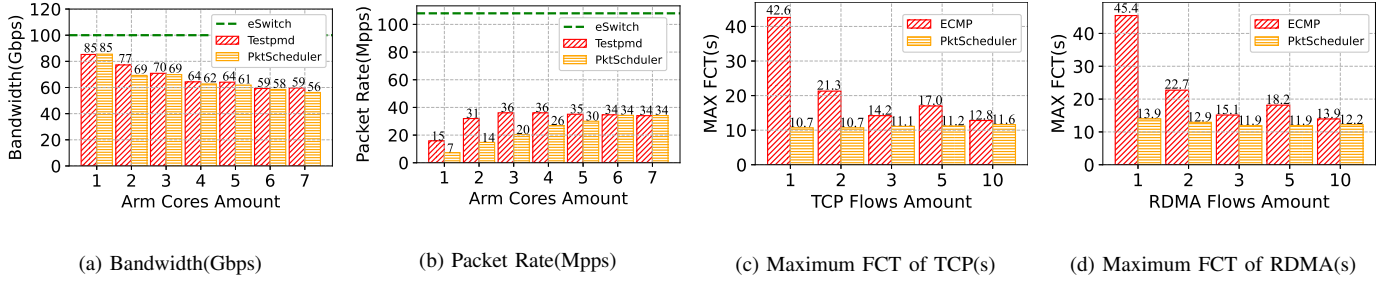 Bandwidth(Gbps)
120
100
80
60
40
20
0
eSwitch
Testpmd
PktScheduler
85 85
77 69
70 69
64 62
64 61
59 58
59 56
1 2 3 4 5 6 7
Arm Cores Amount
(a) Bandwidth(Gbps)
Packet Rate(Mpps)
100
80
60
40
20
0
eSwitch
Testpmd
PktSchduler
15 7
31 14
36 20
36 26
35 30
34 34
34 34
1 2 3 4 5 6 7
Arm Cores Amount
(b) Packet Rate(Mpps)
MAX FCT(s)
40
30
20
10
0
ECMP
PktScheduler
42.6 10.7
21.3 10.7
14.2 11.1
17.0 11.2
12.8 11.6
1 2 3 5 10
TCP Flows Amount
(c) Maximum FCT of TCP(s)
MAX FCT(s)
40
30
20
10
0
ECMP
PktScheduler
45.4 13.9
22.7 12.9
15.1 11.9
18.2 11.9
13.9 12.2
1 2 3 5 10
RDMA Flows Amount
(d) Maximum FCT of RDMA(s)